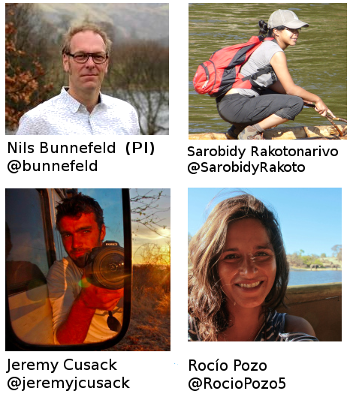 Nils Bunnefeld (PI)
@bunnefeld
Sarobidy Rakotonarivo
@SarobidyRakoto
Jeremy Cusack
@jeremyjcusack
Rocío Pozo
@RocioPozo5